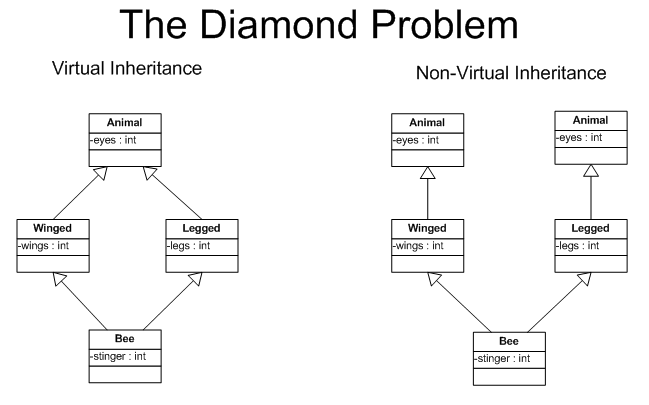 The Diamond Problem
Virtual Inheritance
Non-Virtual Inheritance
Animal
-eyes : int
Winged
-wings : int
Legged
-legs : int
Bee
-stinger : int
Animal
-eyes : int
Animal
-eyes : int
Winged
-wings : int
Legged
-legs : int
Bee
-stinger : int